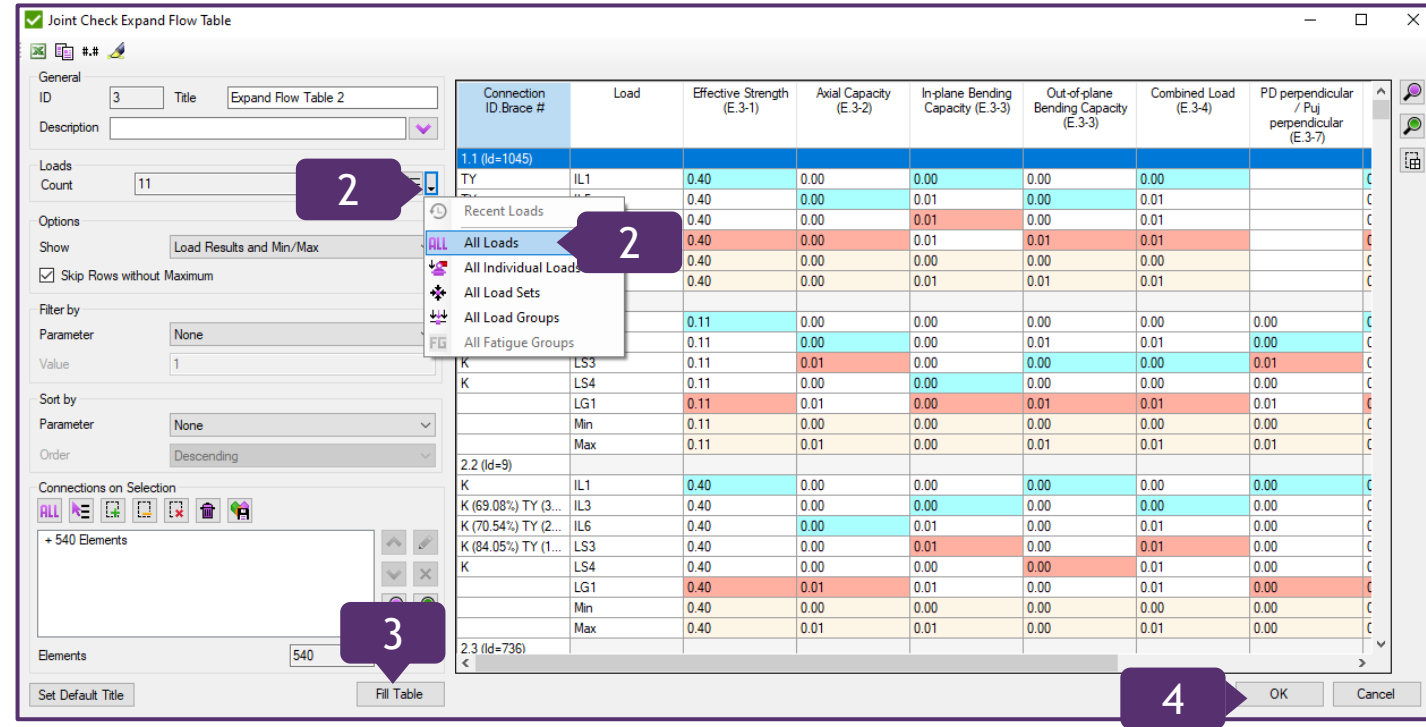 Joint Check Expand Flow Table
#.#
General
ID 3 Title Expand Flow Table 2
Description
Loads
Count 11
2
Options
Show Load Results and Min/Max
Skip Rows without Maximum
Filter by
Parameter None
Value 1
Sort by
Parameter None
Order Descending
Connections on Selection
ALL
+ 540 Elements
3
Elements 540
Set Default Title Fill Table
Recent Loads
ALL All Loads 2
All Individual Loads
All Load Sets
All Load Groups
FG All Fatigue Groups
Connection ID.Brace # Load Effective Strength (E.3-1) Axial Capacity (E.3-2) In-plane Bending Capacity (E.3-3) Out-of-plane Bending Capacity (E.3-3) Combined Load (E.3-4) PD perpendicular / Puj perpendicular (E.3-7)
1.1 (Id=1045)
TY IL1 0.40 0.00 0.00 0.00 0.00
0.40 0.00 0.01 0.00 0.01
0.40 0.00 0.01 0.00 0.01
0.40 0.00 0.01 0.01 0.01
0.40 0.00 0.00 0.00 0.00
0.40 0.00 0.01 0.01 0.01
0.11 0.00 0.00 0.00 0.00 0.00
0.11 0.00 0.00 0.01 0.01 0.00
K LS3 0.11 0.01 0.00 0.00 0.00 0.01
K LS4 0.11 0.00 0.00 0.00 0.00 0.00
LG1 0.11 0.01 0.00 0.01 0.01 0.01
Min 0.11 0.00 0.00 0.00 0.00 0.00
Max 0.11 0.01 0.00 0.01 0.01 0.01
2.2 (Id=9)
K IL1 0.40 0.00 0.00 0.00 0.00 0.00
K (69.08%) TY (3... IL3 0.40 0.00 0.00 0.00 0.00 0.00
K (70.54%) TY (2... IL6 0.40 0.00 0.01 0.00 0.01 0.00
K (84.05%) TY (1... LS3 0.40 0.00 0.01 0.00 0.01 0.00
K LS4 0.40 0.00 0.00 0.00 0.01 0.00
LG1 0.40 0.01 0.01 0.00 0.01 0.00
Min 0.40 0.00 0.00 0.00 0.00 0.00
Max 0.40 0.01 0.01 0.00 0.01 0.00
2.3 (Id=736)
4
OK Cancel